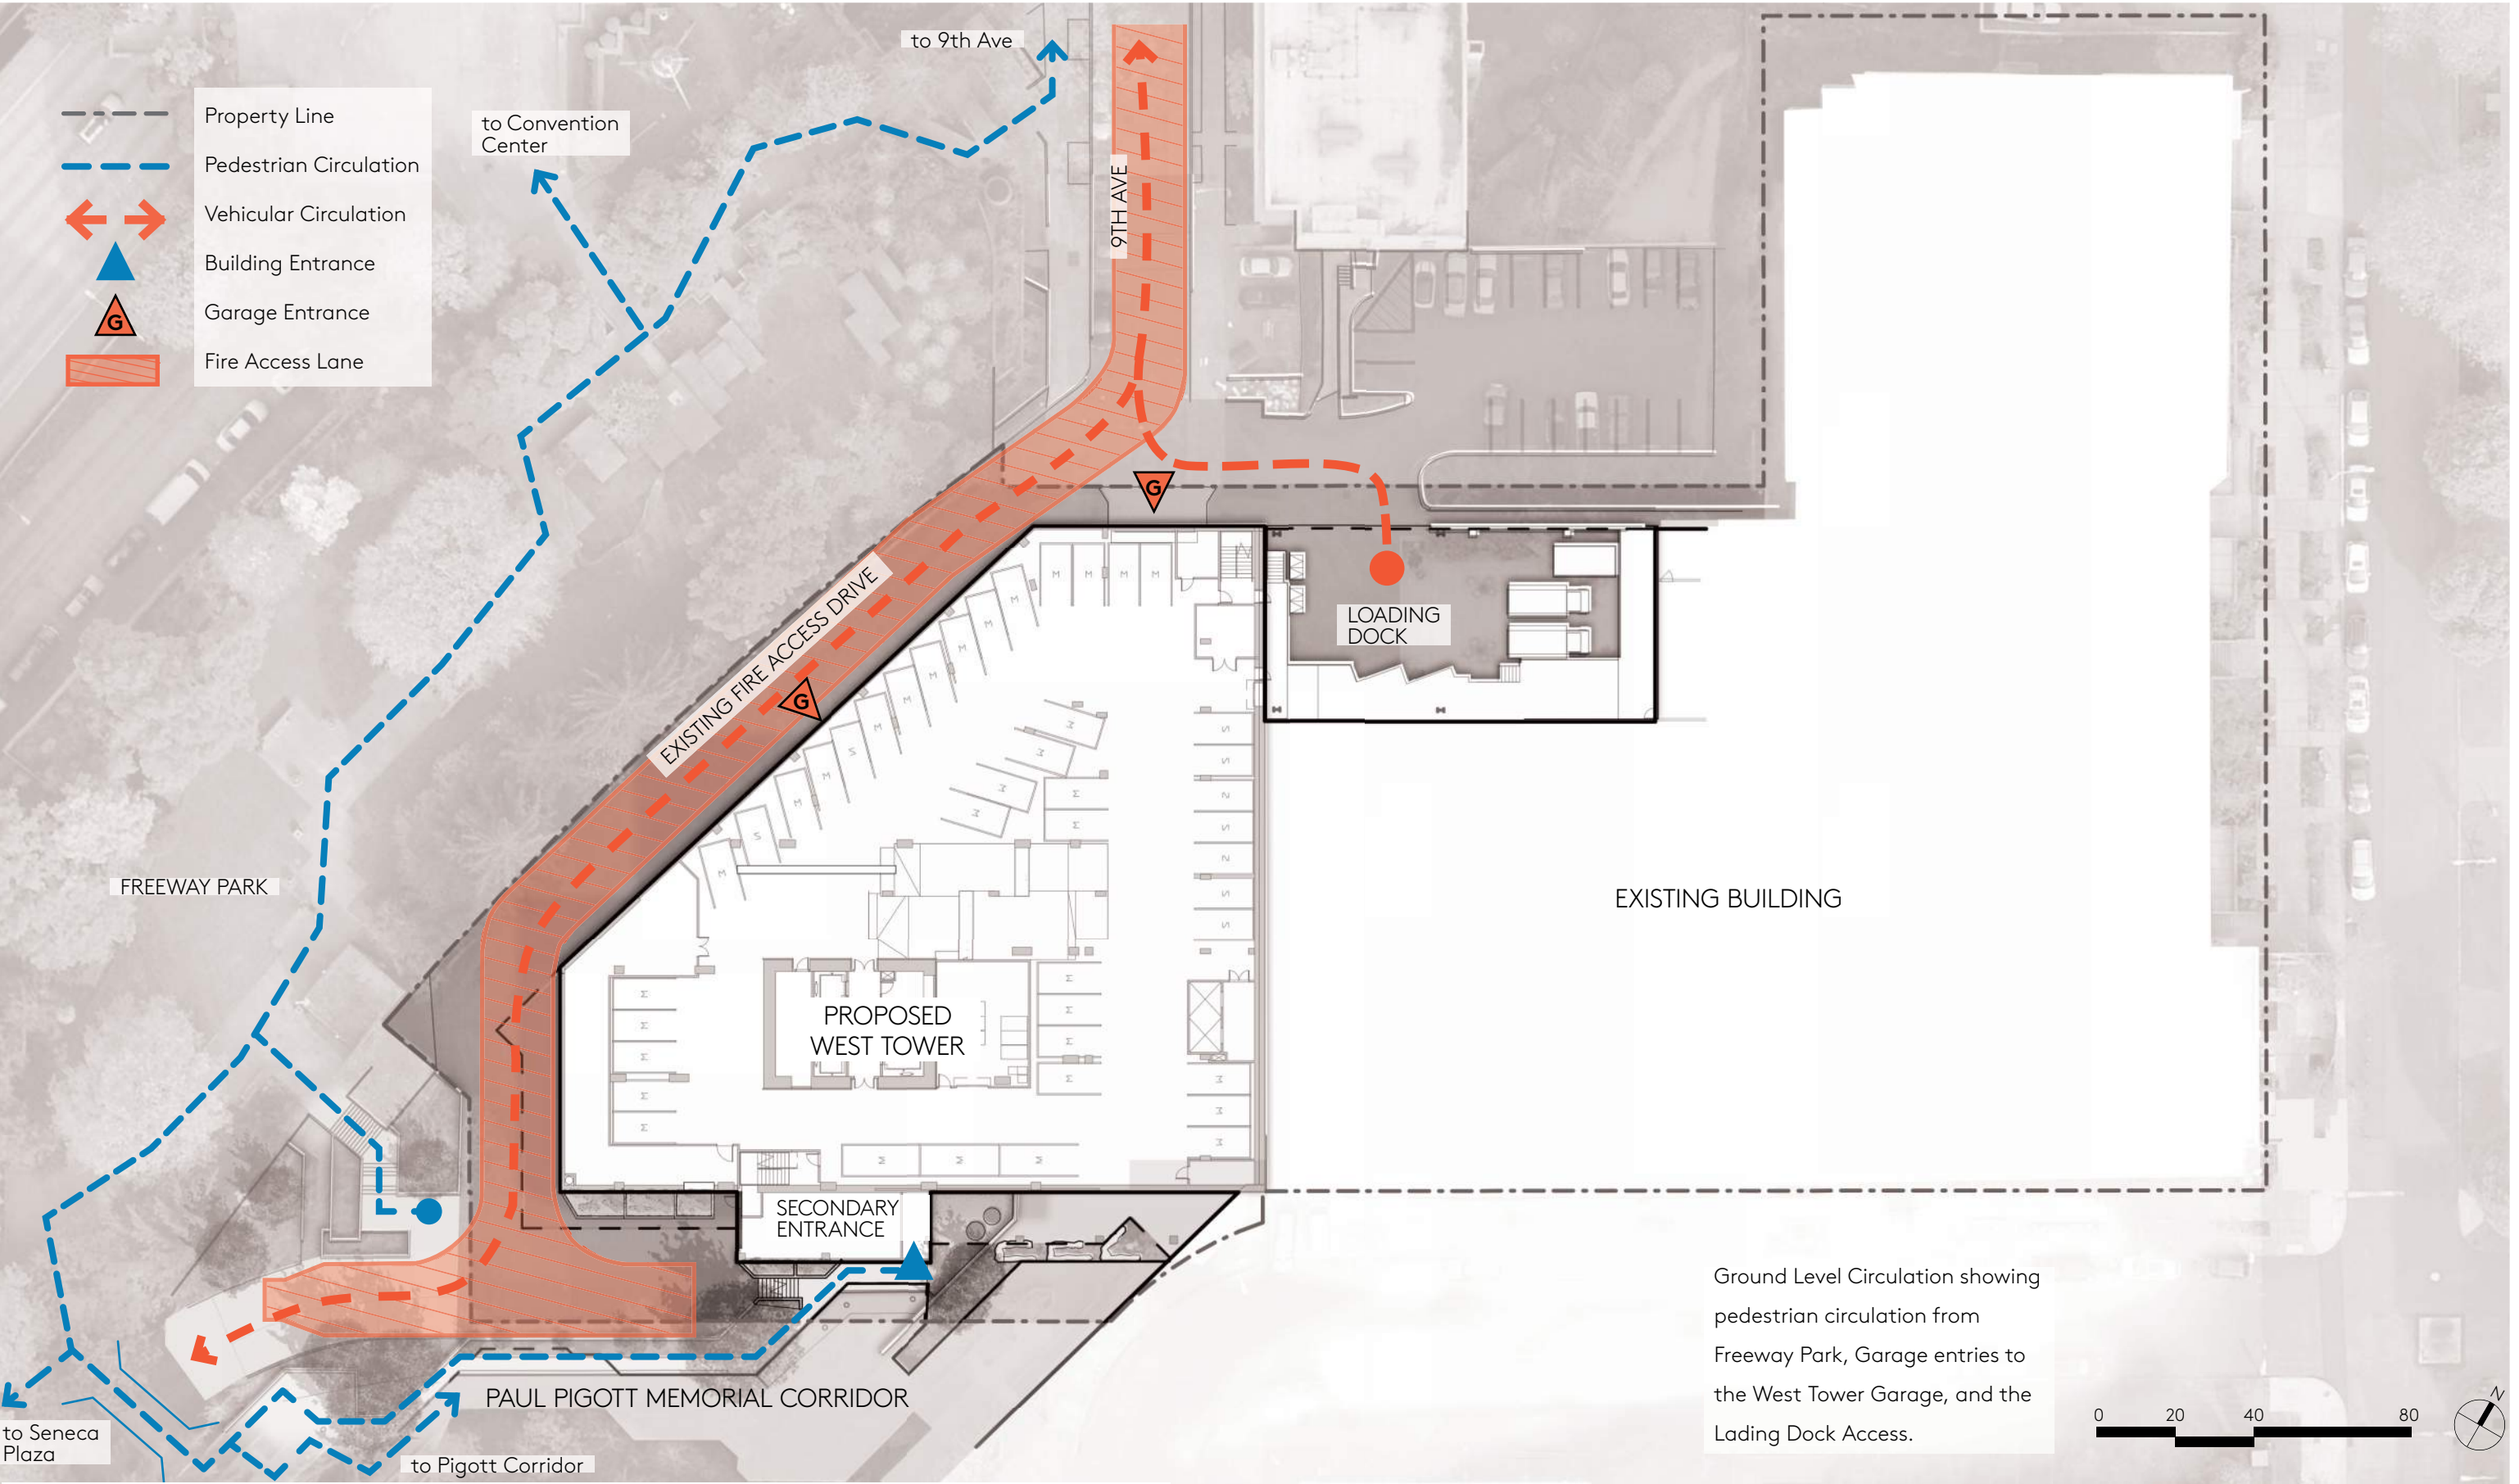 to 9th Ave
Property Line
Pedestrian Circulation
Vehicular Circulation
Building Entrance
G
Garage Entrance
Fire Access Lane
to Convention
Center
9TH AVE
G
EXISTING FIRE ACCESS DRIVE
G
LOADING
DOCK
FREEWAY PARK
EXISTING BUILDING
PROPOSED
WEST TOWER
SECONDARY
ENTRANCE
PAUL PIGOTT MEMORIAL CORRIDOR
to Seneca
Plaza
to Pigott Corridor
Ground Level Circulation showing
pedestrian circulation from
Freeway Park, Garage entries to
the West Tower Garage, and the
Lading Dock Access.
0 20 40 80
N